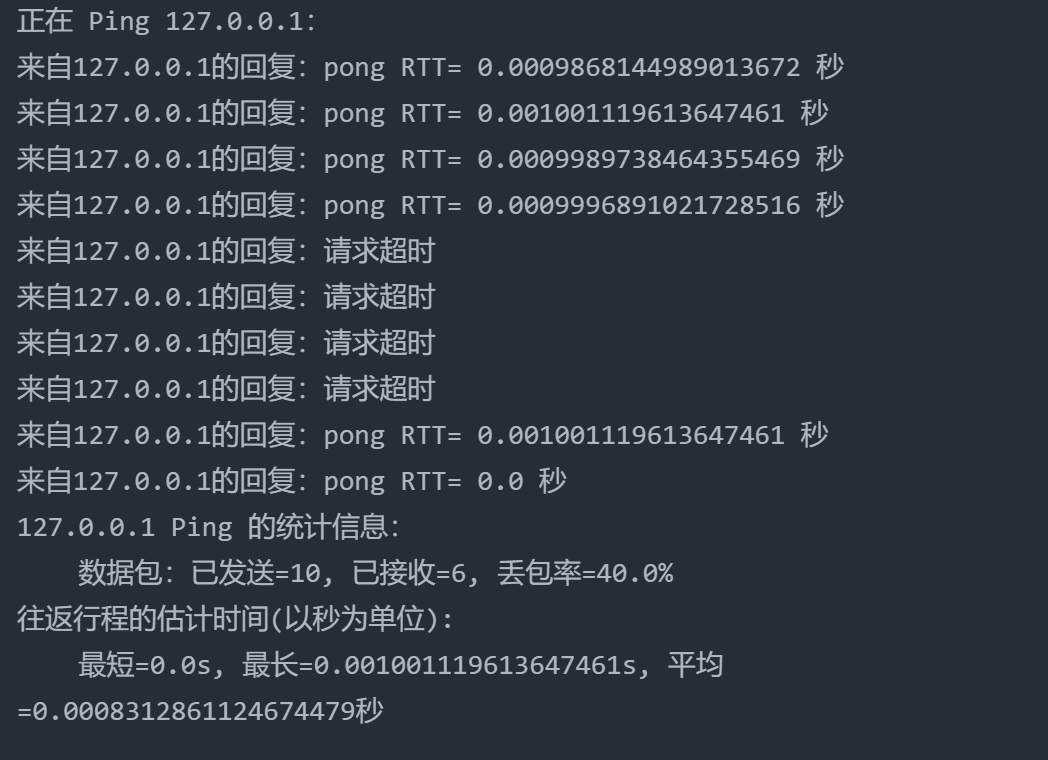 正在 Ping 127.0.0.1：
来自127.0.0.1的回复：pong RTT= 0.0009868144989013672 秒
来自127.0.0.1的回复：pong RTT= 0.001001119613647461 秒
来自127.0.0.1的回复：pong RTT= 0.0009989738464355469 秒
来自127.0.0.1的回复：pong RTT= 0.0009996891021728516 秒
来自127.0.0.1的回复：请求超时
来自127.0.0.1的回复：请求超时
来自127.0.0.1的回复：请求超时
来自127.0.0.1的回复：请求超时
来自127.0.0.1的回复：pong RTT= 0.001001119613647461 秒
来自127.0.0.1的回复：pong RTT= 0.0 秒
127.0.0.1 Ping 的统计信息：
数据包：已发送=10, 已接收=6, 丢包率=40.0%
往返行程的估计时间(以秒为单位)：
最短=0.0s, 最长=0.001001119613647461s, 平均
=0.0008312861124674479秒